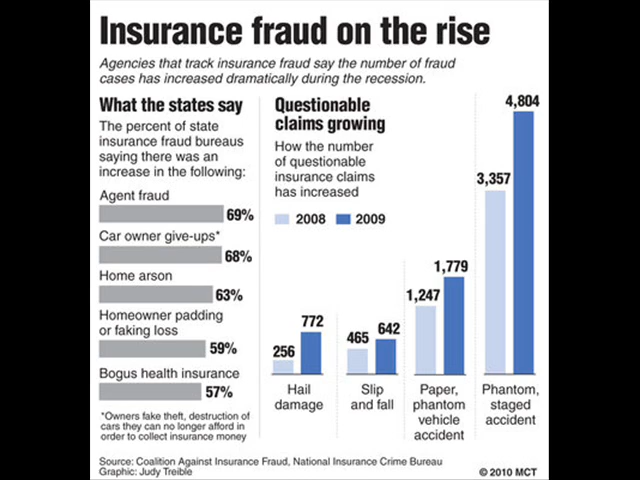 Insurance fraud on the rise
Agencies that track insurance fraud say the number of fraud
cases has increased dramatically during the recession.
What the states say
The percent of state
insurance fraud bureaus
saying there was an
increase in the following:
Agent fraud
69%
Car owner give-ups*
68%
Home arson
63%
Homeowner padding
or faking loss
59%
Bogus health insurance
57%
*Owners fake theft, destruction of
cars they can no longer afford in
order to collect insurance money
Questionable
claims growing
How the number
of questionable
insurance claims
has increased
2008 2009
256
772
Hail
damage
465
642
Slip
and fall
1,247
1,779
Paper,
phantom
vehicle
accident
3,357
4,804
Phantom,
staged
accident
Source: Coalition Against Insurance Fraud, National Insurance Crime Bureau
Graphic: Judy Treible
© 2010 MCT